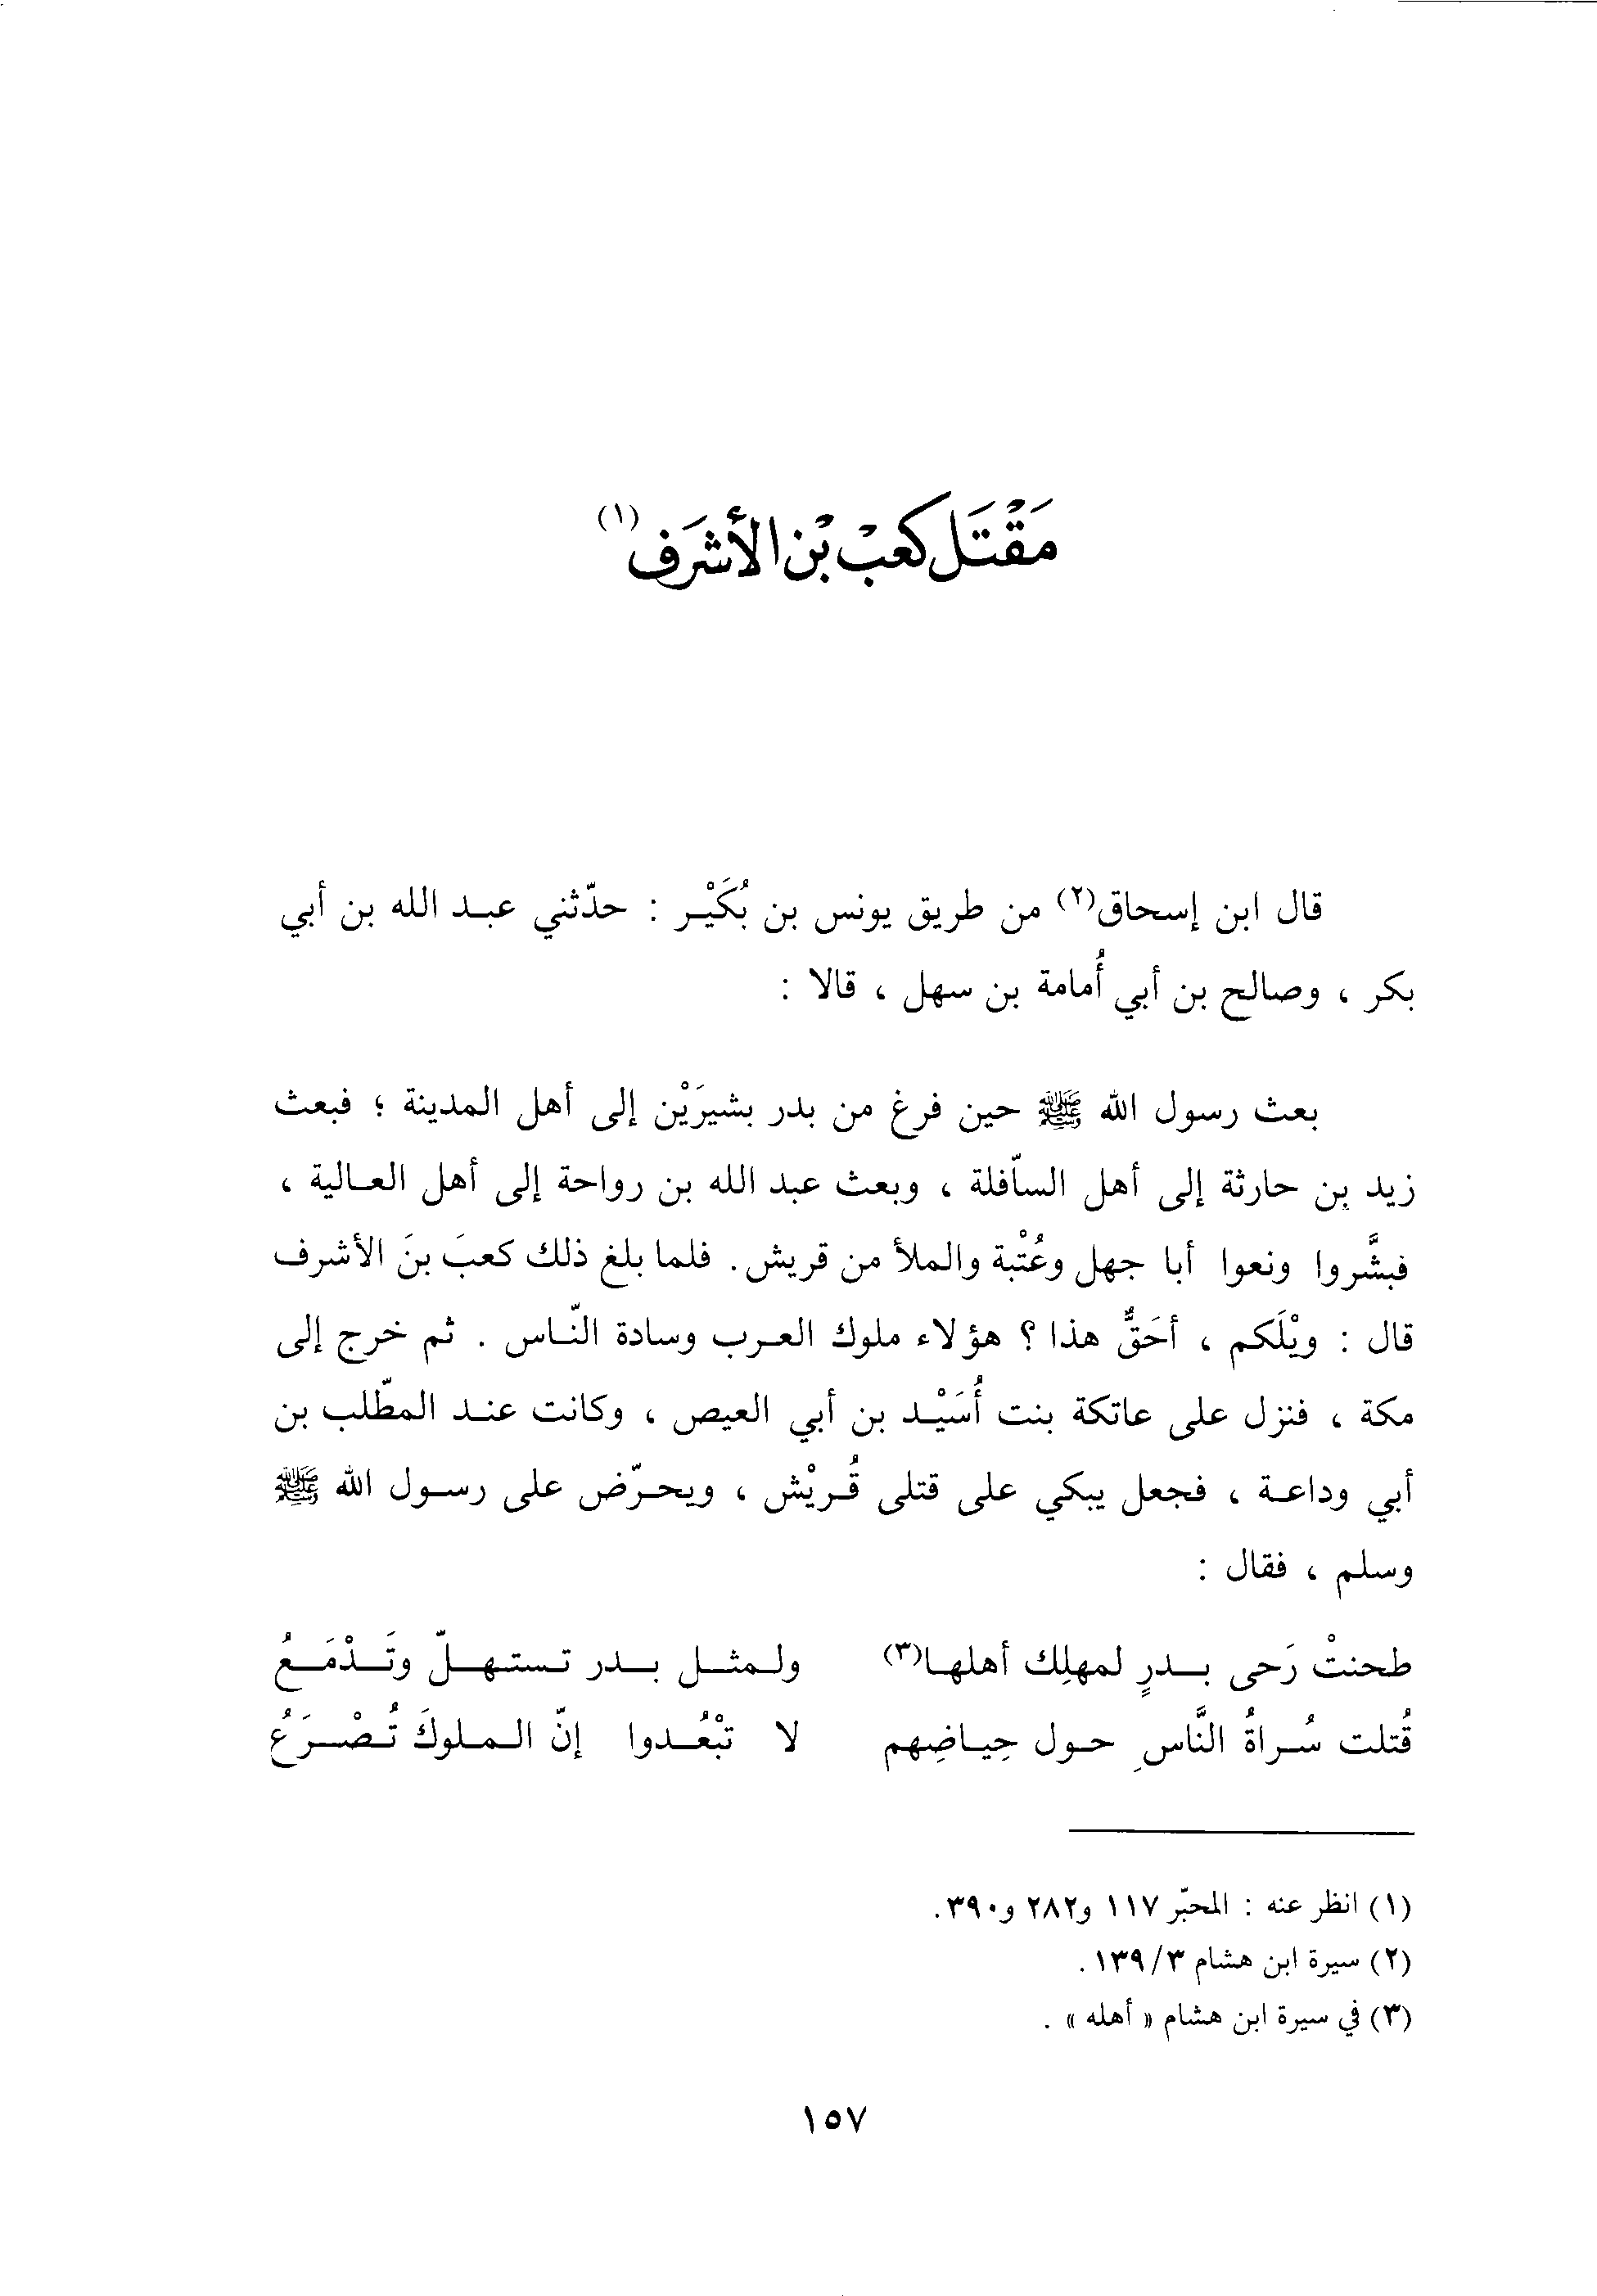 مَقْتَل كعبْ بْن الأشرَف (١)
قال ابن إسحاق(٢) من طريق يونس بن بُكَيْر : حدّثني عبد الله بن أبي
بكر ، وصالح بن أبي أُمامة بن سهل ، قالا :
بعث رسول الله ﷺ حين فرغ من بدر بشيرَيْن إلى أهل المدينة ؛ فبعث
زيد بن حارثة إلى أهل السّافلة ، وبعث عبد الله بن رواحة إلى أهل العالية ،
فبشَّروا ونعوا أبا جهل وعُتْبة والملأ من قريش. فلما بلغ ذلك كعبَ بنَ الأشرف
قال : ويْلَكم ، أحَقٌّ هذا ؟ هؤلاء ملوك العرب وسادة النّاس . ثم خرج إلى
مكة ، فنزل على عاتكة بنت أُسَيْد بن أبي العيص ، وكانت عند المطّلب بن
أبي وداعة ، فجعل يبكي على قتلى قُريْش ، ويحرّض على رسول الله ﷺ
وسلم ، فقال :
طحنتْ رَحى بدرٍ لمهلِك أهلها(٣) ولمثل بدر تستهلّ وتَدْمَعُ
قُتلت سُراةُ النَّاسِ حول حِياضِهم لا تبْعُدوا إنّ الملوكَ تُصْرَعُ
(١) انظر عنه : المحبّر ١١٧ و٢٨٢ و٣٩٠.
(٢) سيرة ابن هشام ٣/١٣٩ .
(٣) في سيرة ابن هشام « أهله » .
١٥٧